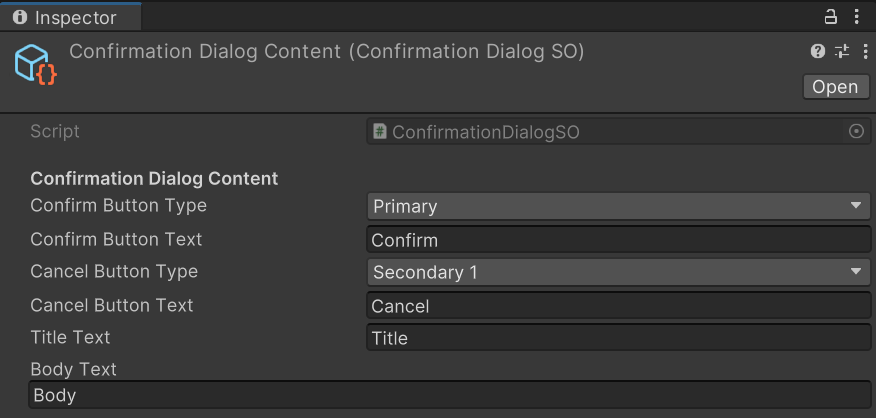 Inspector
Confirmation Dialog Content (Confirmation Dialog SO)
Open
Script ConfirmationDialogSO
Confirmation Dialog Content
Confirm Button Type Primary
Confirm Button Text Confirm
Cancel Button Type Secondary 1
Cancel Button Text Cancel
Title Text Title
Body Text
Body